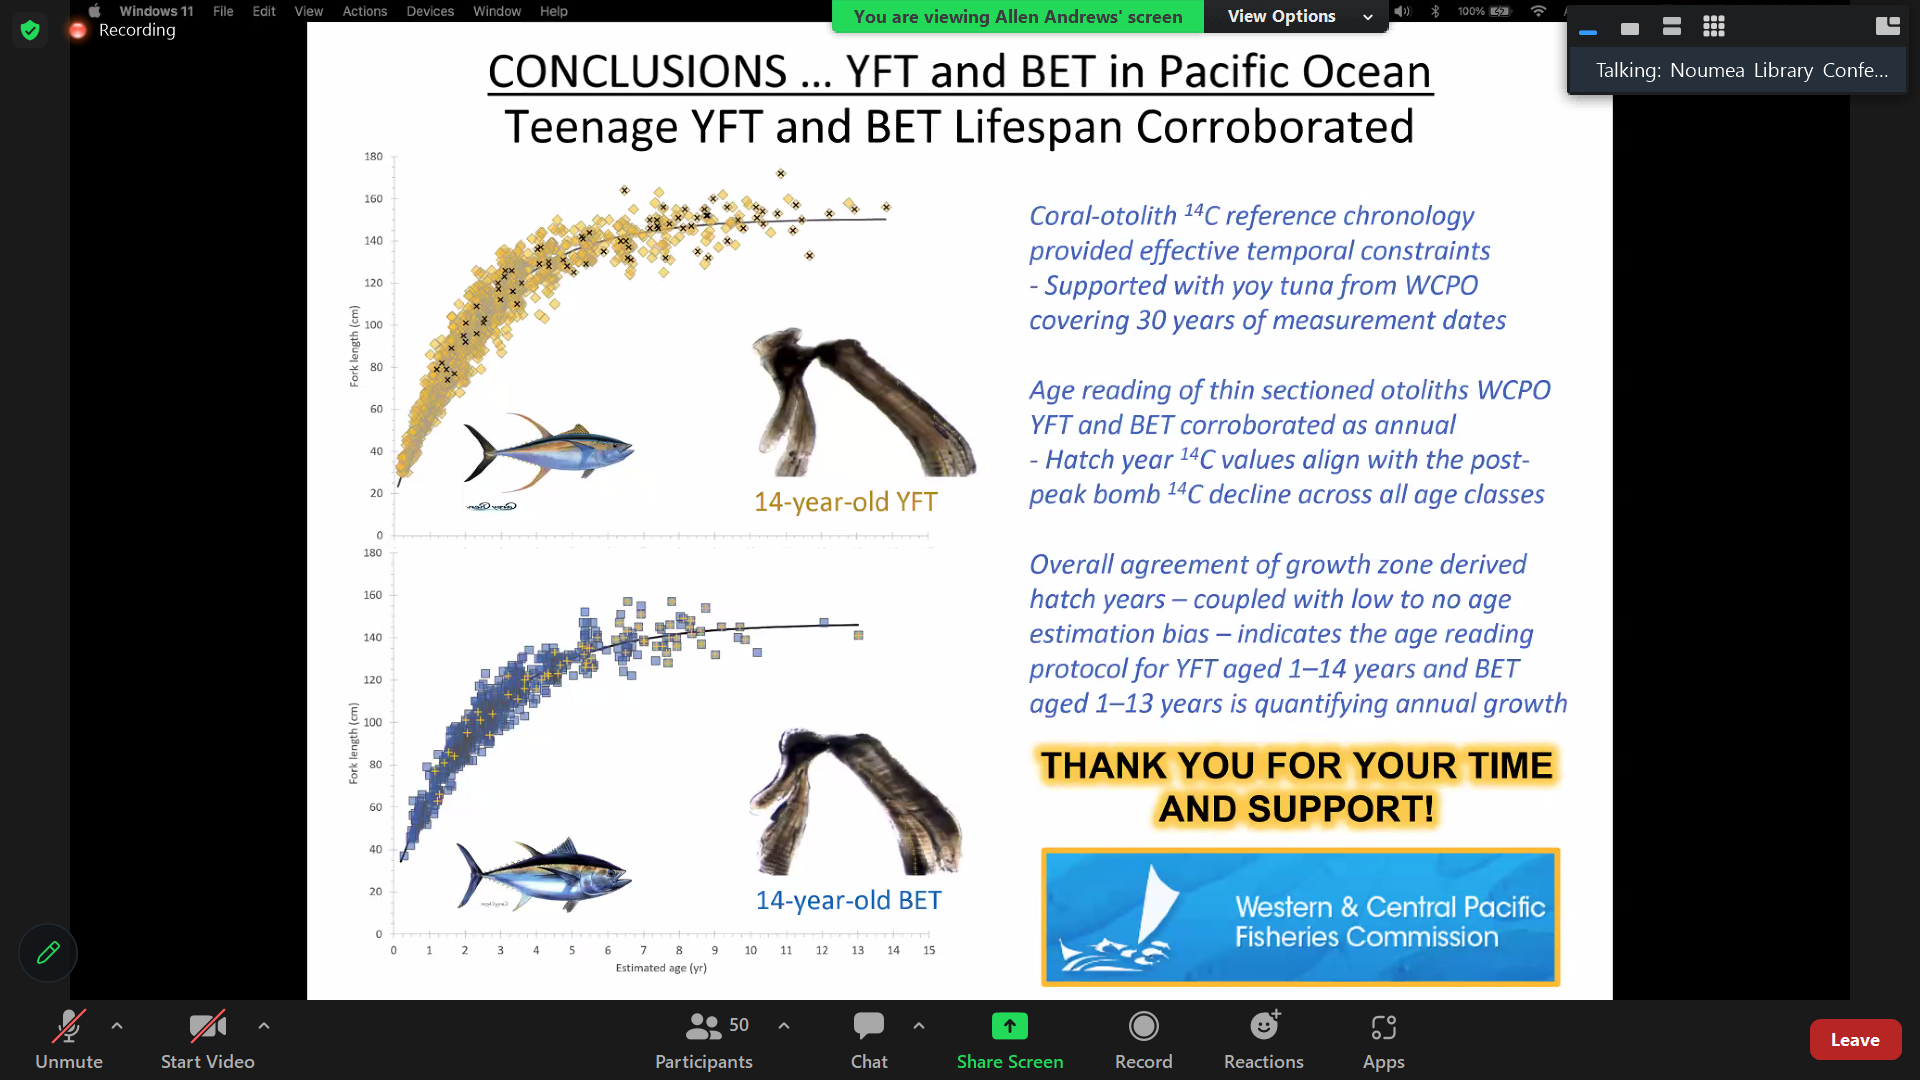 Windows 11 File Edit View Actions Devices Window Help
You are viewing Allen Andrews' screen View Options
100%
Recording
Talking: Noumea Library Confe...
CONCLUSIONS ... YFT and BET in Pacific Ocean
Teenage YFT and BET Lifespan Corroborated
180
160
140
120
100
80
60
40
20
0
Fork length (cm)
14-year-old YFT
180
160
140
120
100
80
60
40
20
0
Fork length (cm)
14-year-old BET
0 1 2 3 4 5 6 7 8 9 10 11 12 13 14 15
Estimated age (yr)
Coral-otolith ¹⁴C reference chronology
provided effective temporal constraints
- Supported with yoy tuna from WCPO
covering 30 years of measurement dates
Age reading of thin sectioned otoliths WCPO
YFT and BET corroborated as annual
- Hatch year ¹⁴C values align with the post-
peak bomb ¹⁴C decline across all age classes
Overall agreement of growth zone derived
hatch years – coupled with low to no age
estimation bias – indicates the age reading
protocol for YFT aged 1–14 years and BET
aged 1–13 years is quantifying annual growth
THANK YOU FOR YOUR TIME
AND SUPPORT!
Western & Central Pacific
Fisheries Commission
Unmute
Start Video
50
Participants
Chat
Share Screen
Record
Reactions
Apps
Leave